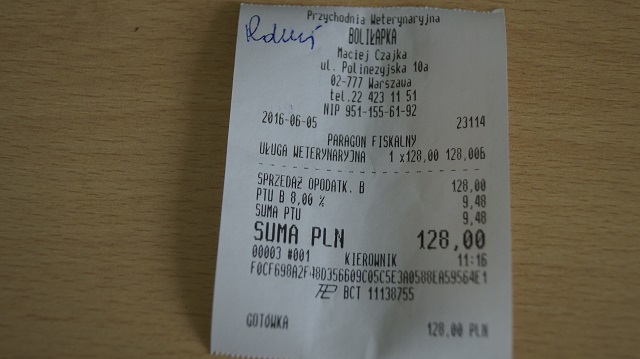 Przychodnia Weterynaryjna
BOLIŁAPKA
Maciej Czajka
ul. Polinezyjska 10a
02-777 Warszawa
tel.22 423 11 51
NIP 951-155-61-92
2016-06-05 23114
PARAGON FISKALNY
UŁUGA WETERYNARYJNA 1 x128,00 128,00B
SPRZEDAŻ OPODATK. B 128,00
PTU B 8,00 % 9,48
SUMA PTU 9,48
SUMA PLN 128,00
00003 #001 KIEROWNIK 11:16
BCT 11138755
GOTÓWKA 128,00 PLN